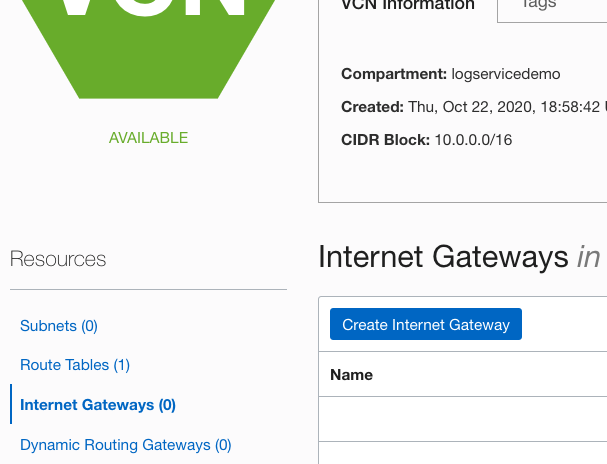 VCN
AVAILABLE
VCN Information
Tags
Compartment: logservicedemo
Created: Thu, Oct 22, 2020, 18:58:42
CIDR Block: 10.0.0.0/16
Resources
Subnets (0)
Route Tables (1)
Internet Gateways (0)
Dynamic Routing Gateways (0)
Internet Gateways in
Create Internet Gateway
Name